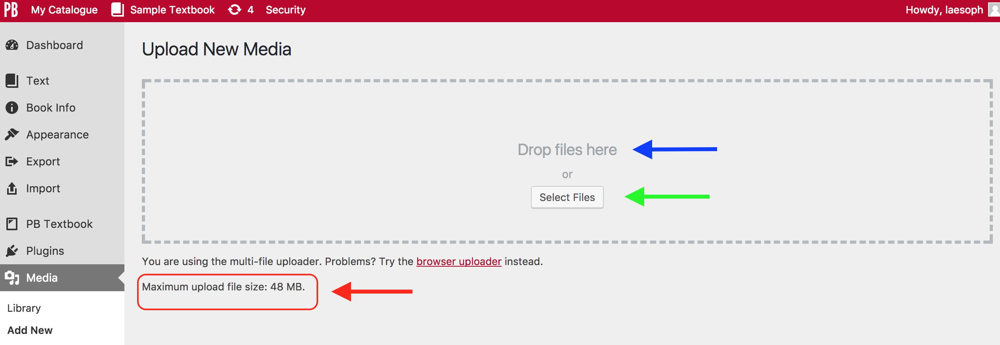 PB My Catalogue Sample Textbook 4 Security Howdy, laesoph
Dashboard
Text
Book Info
Appearance
Export
Import
PB Textbook
Plugins
Media
Library
Add New
Upload New Media
Drop files here
or
Select Files
You are using the multi-file uploader. Problems? Try the browser uploader instead.
Maximum upload file size: 48 MB.